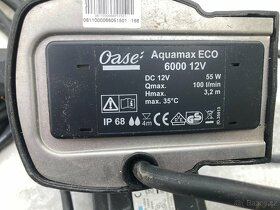 Oase
Aquamax ECO
6000 12V
DC 12V 55 W
Qmax. 100 l/min
Hmax. 3,2 m
max. 35°C
IP 68 4m